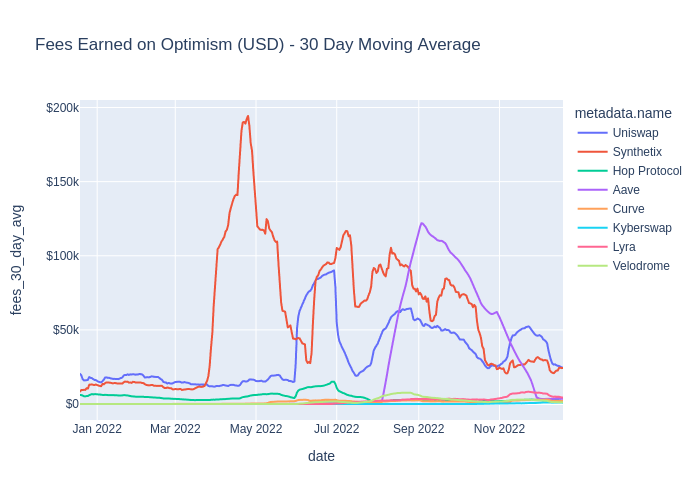 Fees Earned on Optimism (USD) - 30 Day Moving Average
metadata.name
Uniswap
Synthetix
Hop Protocol
Aave
Curve
Kyberswap
Lyra
Velodrome
fees_30_day_avg
$200k
$150k
$100k
$50k
$0
Jan 2022 Mar 2022 May 2022 Jul 2022 Sep 2022 Nov 2022
date